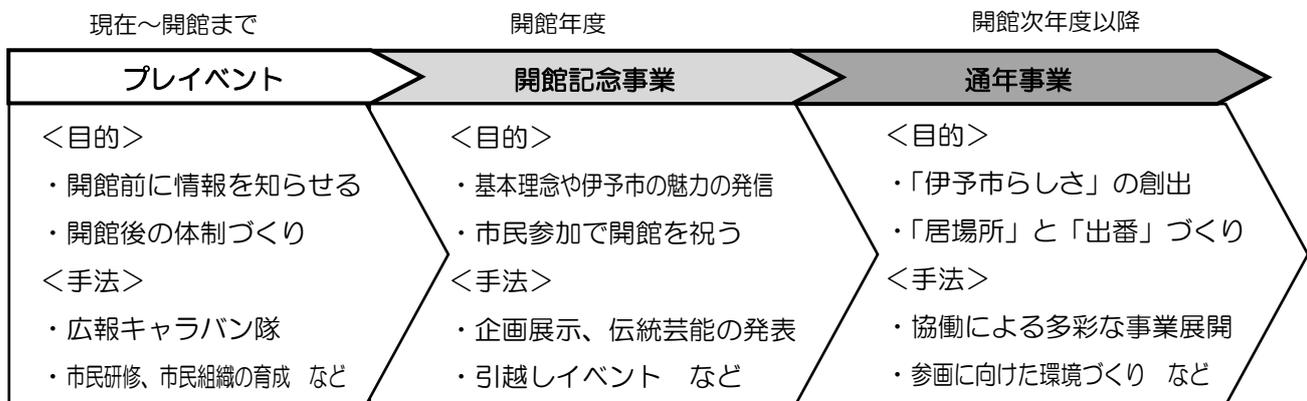 現在～開館まで
開館年度
開館次年度以降
プレイベント
開館記念事業
通年事業
＜目的＞
・開館前に情報を知らせる
・開館後の体制づくり
＜手法＞
・広報キャラバン隊
・市民研修、市民組織の育成　など
＜目的＞
・基本理念や伊予市の魅力の発信
・市民参加で開館を祝う
＜手法＞
・企画展示、伝統芸能の発表
・引越しイベント　など
＜目的＞
・「伊予市らしさ」の創出
・「居場所」と「出番」づくり
＜手法＞
・協働による多彩な事業展開
・参画に向けた環境づくり　など